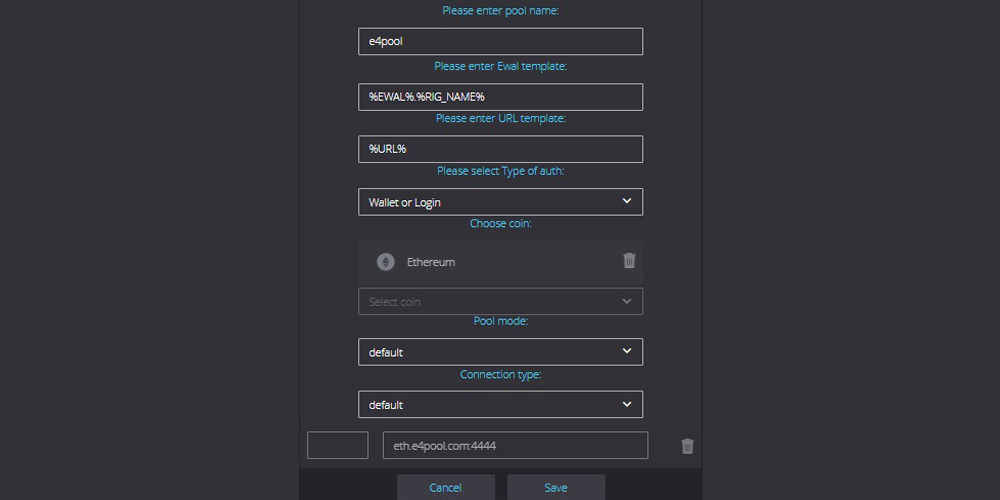 Please enter pool name:
e4pool
Please enter Ewal template:
%EWAL%.%RIG_NAME%
Please enter URL template:
%URL%
Please select Type of auth:
Wallet or Login
Choose coin:
Ethereum
Select coin
Pool mode:
default
Connection type:
default
eth.e4pool.com:4444
Cancel Save